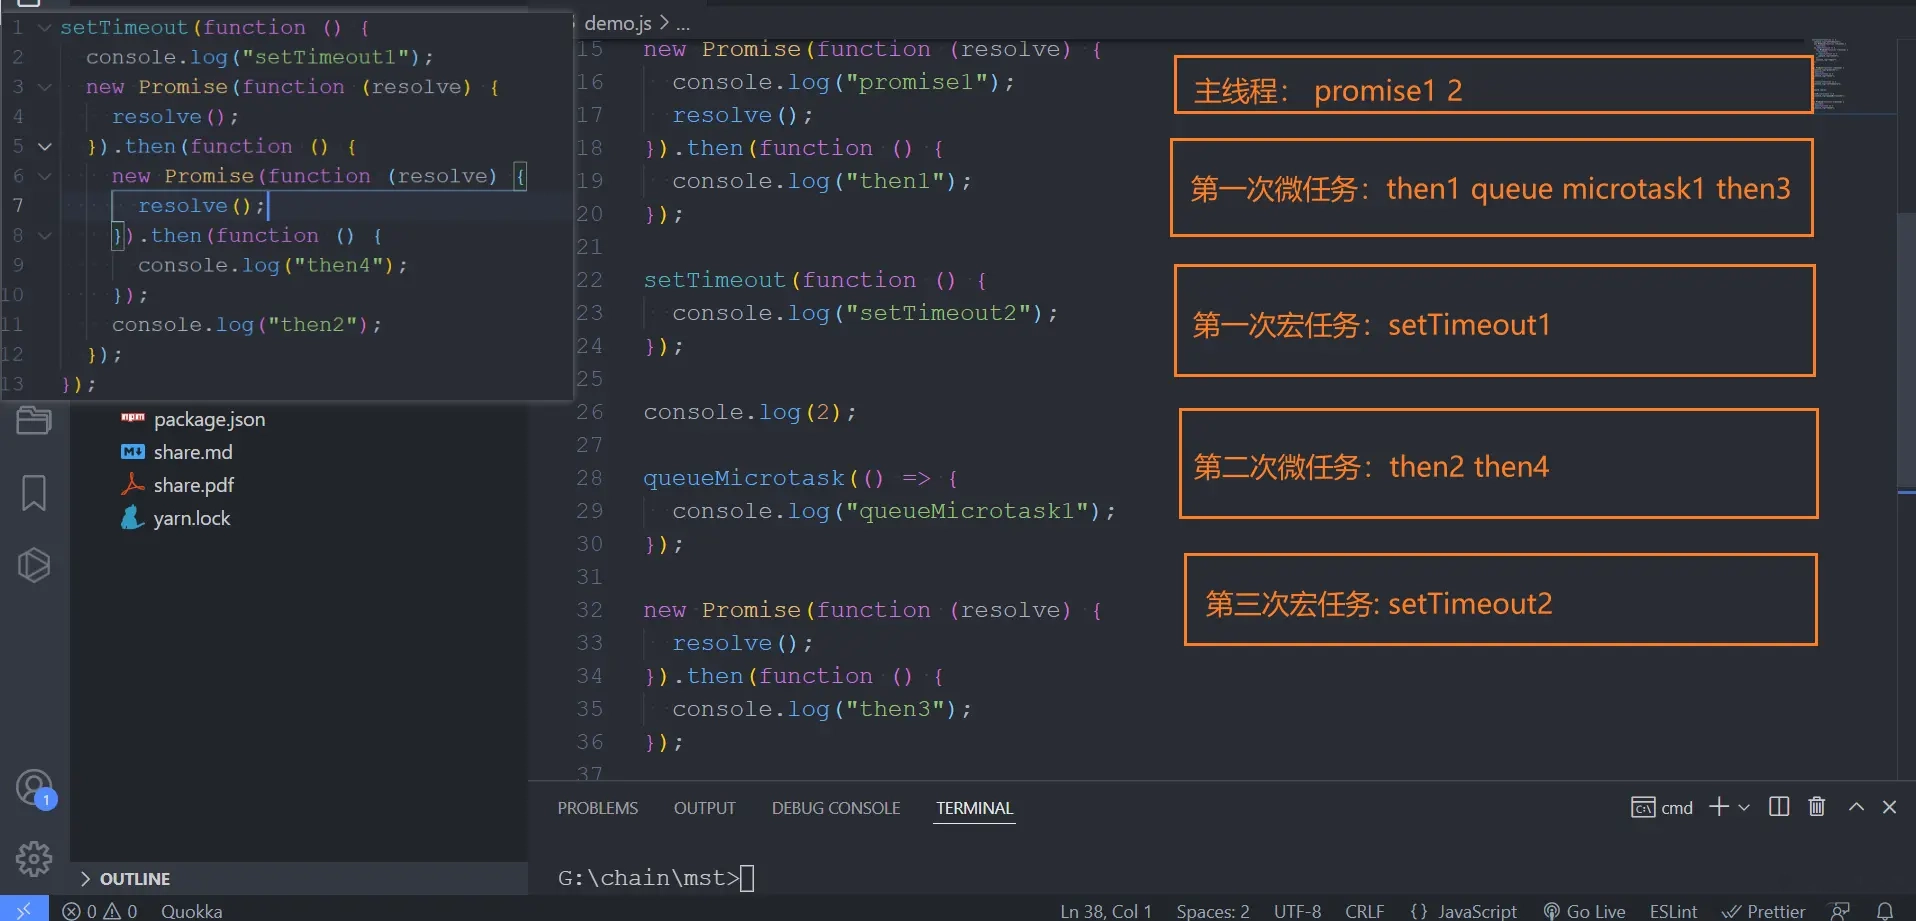 1 setTimeout(function () {
2 console.log("setTimeout1");
3 new Promise(function (resolve) {
4 resolve();
5 }).then(function () {
6 new Promise(function (resolve) {
7 resolve();
8 }).then(function () {
9 console.log("then4");
10 });
11 console.log("then2");
12 });
13 });
package.json
share.md
share.pdf
yarn.lock
1
OUTLINE
demo.js > ...
15 new Promise(function (resolve) {
16 console.log("promise1");
17 resolve();
18 }).then(function () {
19 console.log("then1");
20 });
21
22 setTimeout(function () {
23 console.log("setTimeout2");
24 });
25
26 console.log(2);
27
28 queueMicrotask(() => {
29 console.log("queueMicrotask1");
30 });
31
32 new Promise(function (resolve) {
33 resolve();
34 }).then(function () {
35 console.log("then3");
36 });
37
主线程： promise1 2
第一次微任务：then1 queue microtask1 then3
第一次宏任务：setTimeout1
第二次微任务：then2 then4
第三次宏任务: setTimeout2
PROBLEMS OUTPUT DEBUG CONSOLE TERMINAL
cmd
G:\chain\mst>
0 0 Quokka
Ln 38, Col 1 Spaces: 2 UTF-8 CRLF {} JavaScript Go Live ESLint Prettier